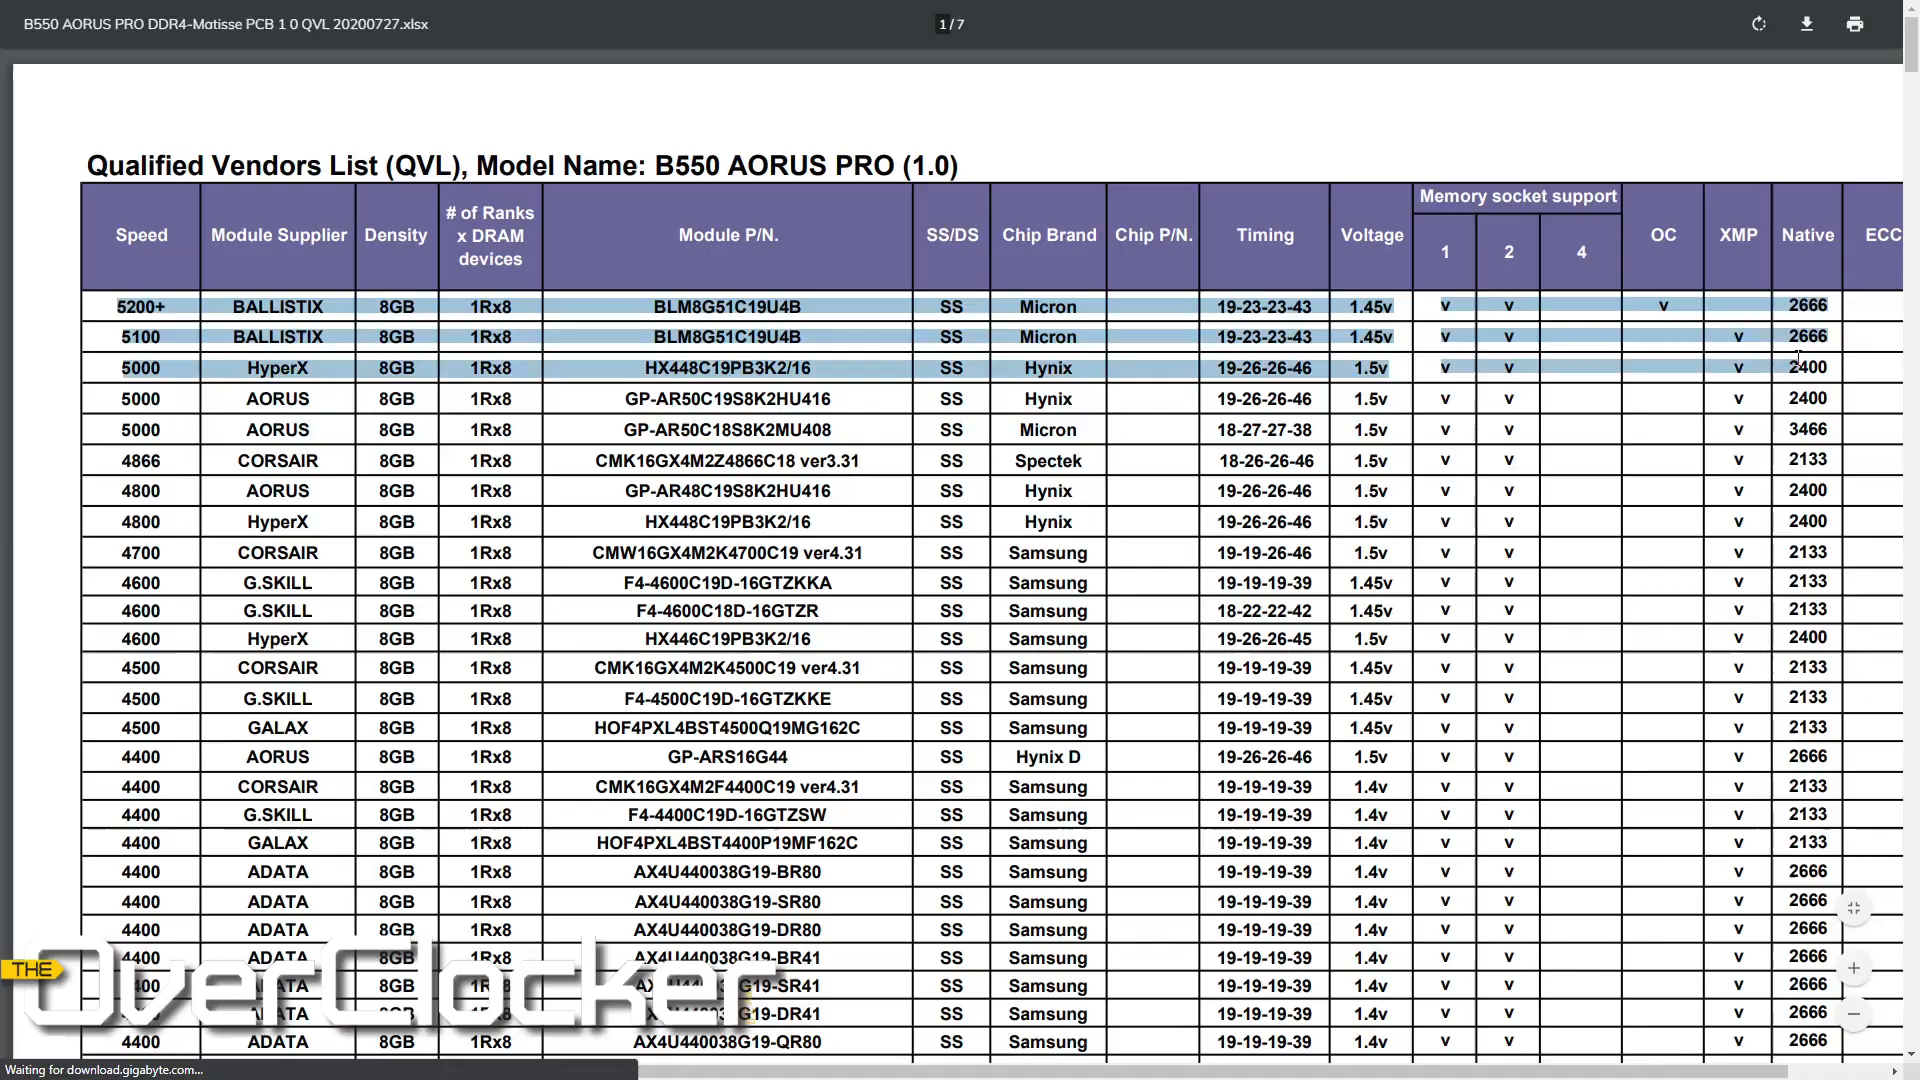 B550 AORUS PRO DDR4-Matisse PCB 1 0 QVL 20200727.xlsx
1 / 7
Qualified Vendors List (QVL), Model Name: B550 AORUS PRO (1.0)
Speed Module Supplier Density # of Ranks x DRAM devices Module P/N. SS/DS Chip Brand Chip P/N. Timing Voltage Memory socket support 1 2 4 OC XMP Native ECC
5200+ BALLISTIX 8GB 1Rx8 BLM8G51C19U4B SS Micron 19-23-23-43 1.45v v v v 2666
5100 BALLISTIX 8GB 1Rx8 BLM8G51C19U4B SS Micron 19-23-23-43 1.45v v v v 2666
5000 HyperX 8GB 1Rx8 HX448C19PB3K2/16 SS Hynix 19-26-26-46 1.5v v v v 2400
5000 AORUS 8GB 1Rx8 GP-AR50C19S8K2HU416 SS Hynix 19-26-26-46 1.5v v v v 2400
5000 AORUS 8GB 1Rx8 GP-AR50C18S8K2MU408 SS Micron 18-27-27-38 1.5v v v v 3466
4866 CORSAIR 8GB 1Rx8 CMK16GX4M2Z4866C18 ver3.31 SS Spectek 18-26-26-46 1.5v v v v 2133
4800 AORUS 8GB 1Rx8 GP-AR48C19S8K2HU416 SS Hynix 19-26-26-46 1.5v v v v 2400
4800 HyperX 8GB 1Rx8 HX448C19PB3K2/16 SS Hynix 19-26-26-46 1.5v v v v 2400
4700 CORSAIR 8GB 1Rx8 CMW16GX4M2K4700C19 ver4.31 SS Samsung 19-19-26-46 1.5v v v v 2133
4600 G.SKILL 8GB 1Rx8 F4-4600C19D-16GTZKKA SS Samsung 19-19-19-39 1.45v v v v 2133
4600 G.SKILL 8GB 1Rx8 F4-4600C18D-16GTZR SS Samsung 18-22-22-42 1.45v v v v 2133
4600 HyperX 8GB 1Rx8 HX446C19PB3K2/16 SS Samsung 19-26-26-45 1.5v v v v 2400
4500 CORSAIR 8GB 1Rx8 CMK16GX4M2K4500C19 ver4.31 SS Samsung 19-19-19-39 1.45v v v v 2133
4500 G.SKILL 8GB 1Rx8 F4-4500C19D-16GTZKKE SS Samsung 19-19-19-39 1.45v v v v 2133
4500 GALAX 8GB 1Rx8 HOF4PXL4BST4500Q19MG162C SS Samsung 19-19-19-39 1.45v v v v 2133
4400 AORUS 8GB 1Rx8 GP-ARS16G44 SS Hynix D 19-26-26-46 1.5v v v v 2666
4400 CORSAIR 8GB 1Rx8 CMK16GX4M2F4400C19 ver4.31 SS Samsung 19-19-19-39 1.4v v v v 2133
4400 G.SKILL 8GB 1Rx8 F4-4400C19D-16GTZSW SS Samsung 19-19-19-39 1.4v v v v 2133
4400 GALAX 8GB 1Rx8 HOF4PXL4BST4400P19MF162C SS Samsung 19-19-19-39 1.4v v v v 2133
4400 ADATA 8GB 1Rx8 AX4U440038G19-BR80 SS Samsung 19-19-19-39 1.4v v v v 2666
4400 ADATA 8GB 1Rx8 AX4U440038G19-SR80 SS Samsung 19-19-19-39 1.4v v v v 2666
4400 ADATA 8GB 1Rx8 AX4U440038G19-DR80 SS Samsung 19-19-19-39 1.4v v v v 2666
4400 ADATA 8GB 1Rx8 AX4U440038G19-BR41 SS Samsung 19-19-19-39 1.4v v v v 2666
ADATA 8GB SS Samsung 19-19-19-39 1.4v v v v 2666
SS Samsung 19-19-19-39 1.4v v v v 2666
4400 ADATA 8GB 1Rx8 AX4U440038G19-QR80 SS Samsung 19-19-19-39 1.4v v v v 2666
THE OverClocker
Waiting for download.gigabyte.com...